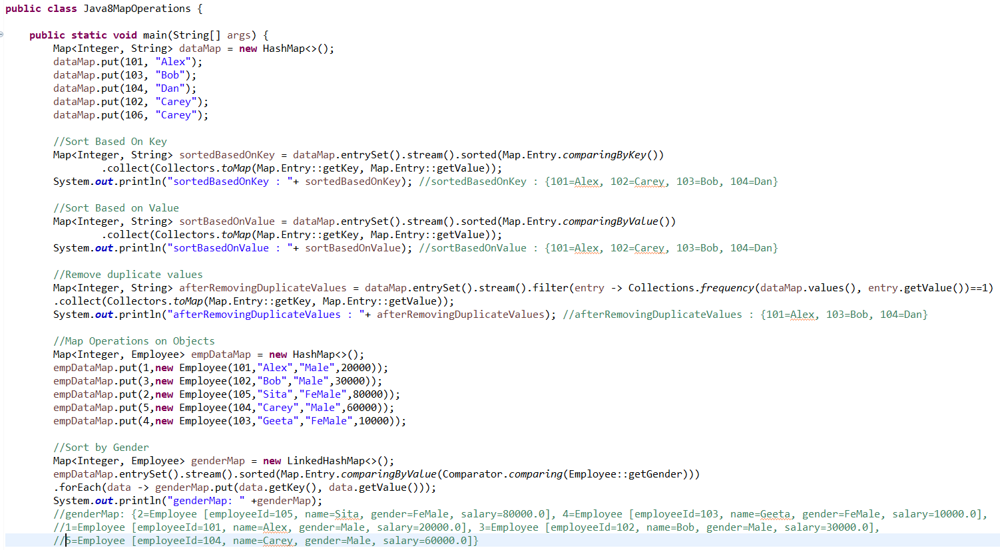 public class Java8MapOperations {
public static void main(String[] args) {
Map<Integer, String> dataMap = new HashMap<>();
dataMap.put(101, "Alex");
dataMap.put(103, "Bob");
dataMap.put(104, "Dan");
dataMap.put(102, "Carey");
dataMap.put(106, "Carey");
//Sort Based On Key
Map<Integer, String> sortedBasedOnKey = dataMap.entrySet().stream().sorted(Map.Entry.comparingByKey())
.collect(Collectors.toMap(Map.Entry::getKey, Map.Entry::getValue));
System.out.println("sortedBasedOnKey : "+ sortedBasedOnKey); //sortedBasedOnKey : {101=Alex, 102=Carey, 103=Bob, 104=Dan}
//Sort Based on Value
Map<Integer, String> sortBasedOnValue = dataMap.entrySet().stream().sorted(Map.Entry.comparingByValue())
.collect(Collectors.toMap(Map.Entry::getKey, Map.Entry::getValue));
System.out.println("sortBasedOnValue : "+ sortBasedOnValue); //sortBasedOnValue : {101=Alex, 102=Carey, 103=Bob, 104=Dan}
//Remove duplicate values
Map<Integer, String> afterRemovingDuplicateValues = dataMap.entrySet().stream().filter(entry -> Collections.frequency(dataMap.values(), entry.getValue())==1)
.collect(Collectors.toMap(Map.Entry::getKey, Map.Entry::getValue));
System.out.println("afterRemovingDuplicateValues : "+ afterRemovingDuplicateValues); //afterRemovingDuplicateValues : {101=Alex, 103=Bob, 104=Dan}
//Map Operations on Objects
Map<Integer, Employee> empDataMap = new HashMap<>();
empDataMap.put(1,new Employee(101,"Alex","Male",20000));
empDataMap.put(3,new Employee(102,"Bob","Male",30000));
empDataMap.put(2,new Employee(105,"Sita","FeMale",80000));
empDataMap.put(5,new Employee(104,"Carey","Male",60000));
empDataMap.put(4,new Employee(103,"Geeta","FeMale",10000));
//Sort by Gender
Map<Integer, Employee> genderMap = new LinkedHashMap<>();
empDataMap.entrySet().stream().sorted(Map.Entry.comparingByValue(Comparator.comparing(Employee::getGender)))
.forEach(data -> genderMap.put(data.getKey(), data.getValue()));
System.out.println("genderMap: " +genderMap);
//genderMap: {2=Employee [employeeId=105, name=Sita, gender=FeMale, salary=80000.0], 4=Employee [employeeId=103, name=Geeta, gender=FeMale, salary=10000.0],
//1=Employee [employeeId=101, name=Alex, gender=Male, salary=20000.0], 3=Employee [employeeId=102, name=Bob, gender=Male, salary=30000.0],
//5=Employee [employeeId=104, name=Carey, gender=Male, salary=60000.0]}